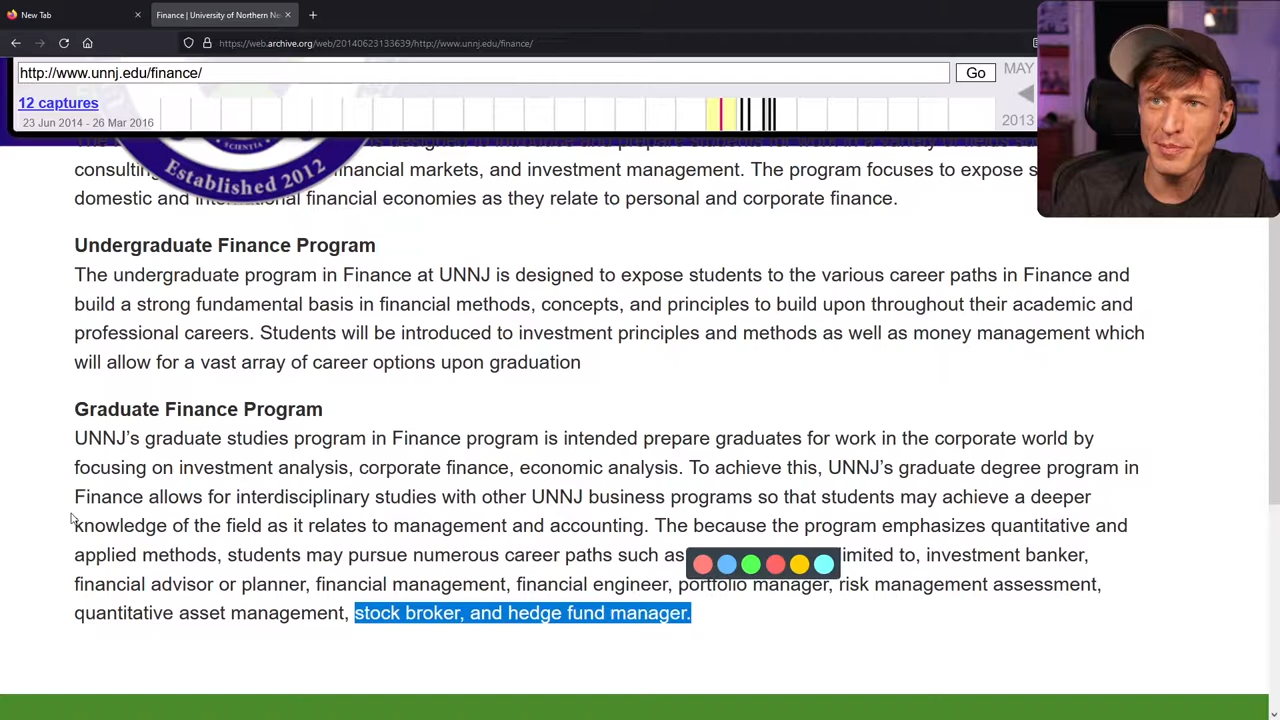 New Tab
Finance | University of Northern Ne
https://web.archive.org/web/20140623133639/http://www.unnj.edu/finance/
http://www.unnj.edu/finance/
Go
MAY
12 captures
23 Jun 2014 - 26 Mar 2016
2013
SCIENTIA
Established 2012
consulting
financial markets, and investment management. The program focuses to expose s
domestic and international financial economies as they relate to personal and corporate finance.
Undergraduate Finance Program
The undergraduate program in Finance at UNNJ is designed to expose students to the various career paths in Finance and
build a strong fundamental basis in financial methods, concepts, and principles to build upon throughout their academic and
professional careers. Students will be introduced to investment principles and methods as well as money management which
will allow for a vast array of career options upon graduation
Graduate Finance Program
UNNJ’s graduate studies program in Finance program is intended prepare graduates for work in the corporate world by
focusing on investment analysis, corporate finance, economic analysis. To achieve this, UNNJ’s graduate degree program in
Finance allows for interdisciplinary studies with other UNNJ business programs so that students may achieve a deeper
knowledge of the field as it relates to management and accounting. The because the program emphasizes quantitative and
applied methods, students may pursue numerous career paths such as imited to, investment banker,
financial advisor or planner, financial management, financial engineer, portfolio manager, risk management assessment,
quantitative asset management, stock broker, and hedge fund manager.